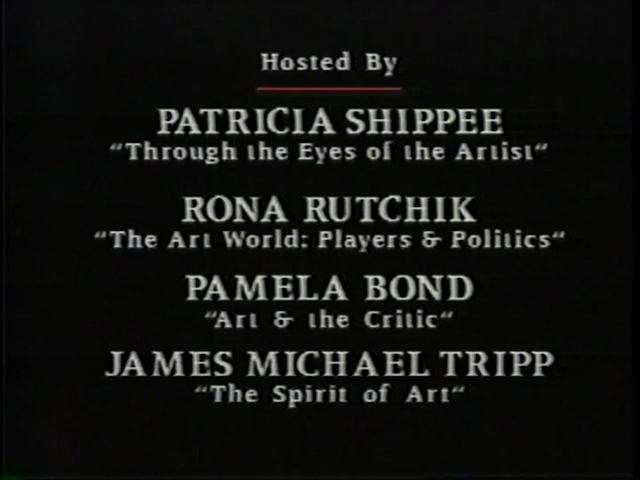 Hosted By
PATRICIA SHIPPEE
“Through the Eyes of the Artist“
RONA RUTCHIK
“The Art World: Players & Politics“
PAMELA BOND
“Art & the Critic“
JAMES MICHAEL TRIPP
“The Spirit of Art“